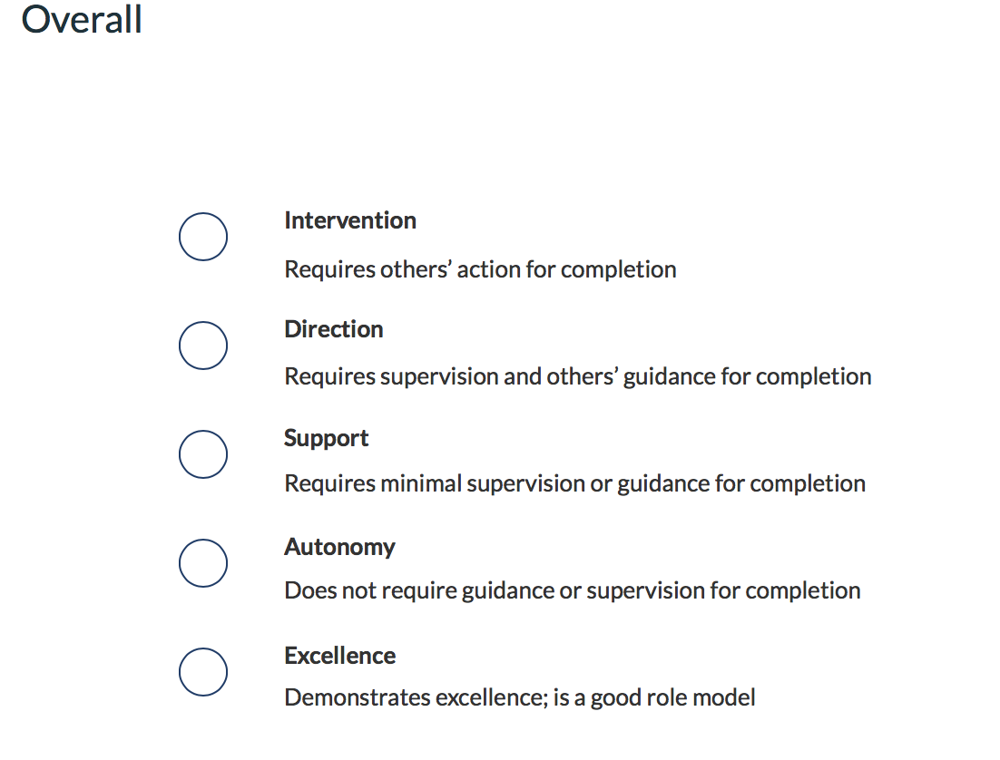 Overall
Intervention
Requires others’ action for completion
Direction
Requires supervision and others’ guidance for completion
Support
Requires minimal supervision or guidance for completion
Autonomy
Does not require guidance or supervision for completion
Excellence
Demonstrates excellence; is a good role model